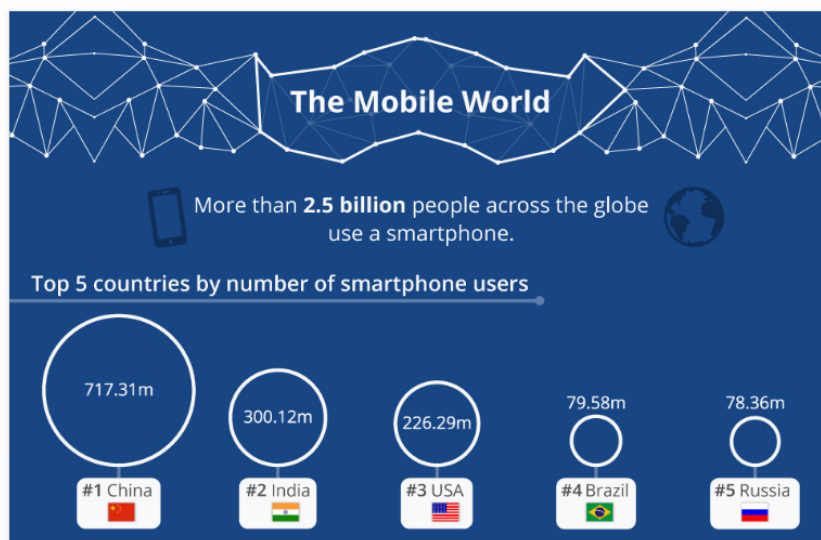 The Mobile World
More than 2.5 billion people across the globe
use a smartphone.
Top 5 countries by number of smartphone users
717.31m
300.12m
226.29m
79.58m
78.36m
#1 China
#2 India
#3 USA
#4 Brazil
#5 Russia